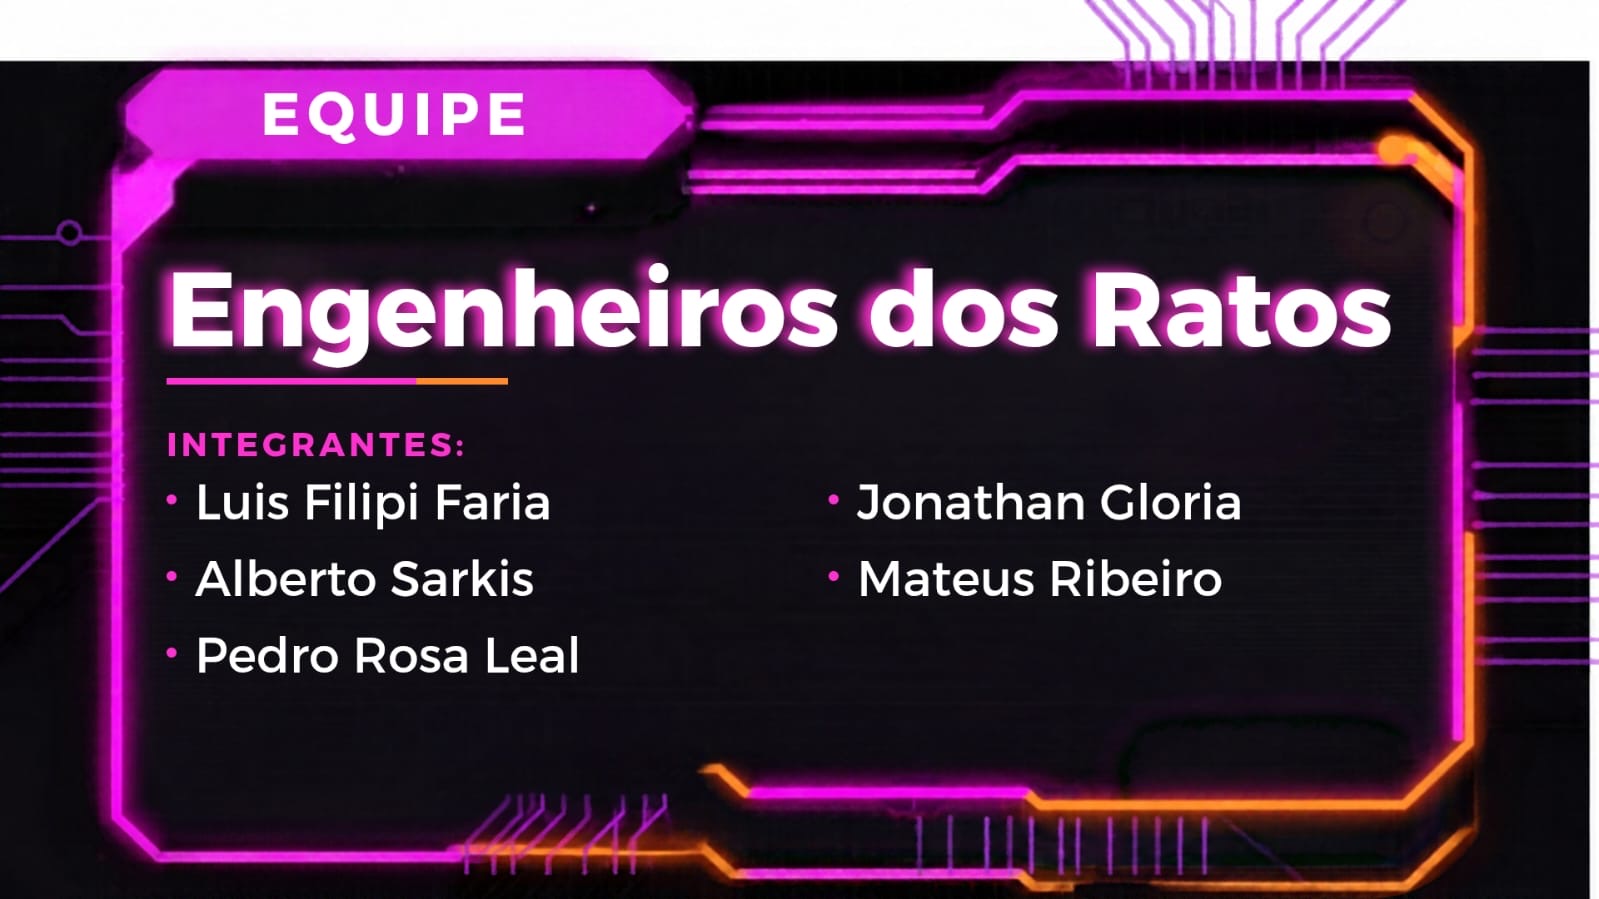 EQUIPE
Engenheiros dos Ratos
INTEGRANTES:
• Luis Filipi Faria
• Alberto Sarkis
• Pedro Rosa Leal
• Jonathan Gloria
• Mateus Ribeiro